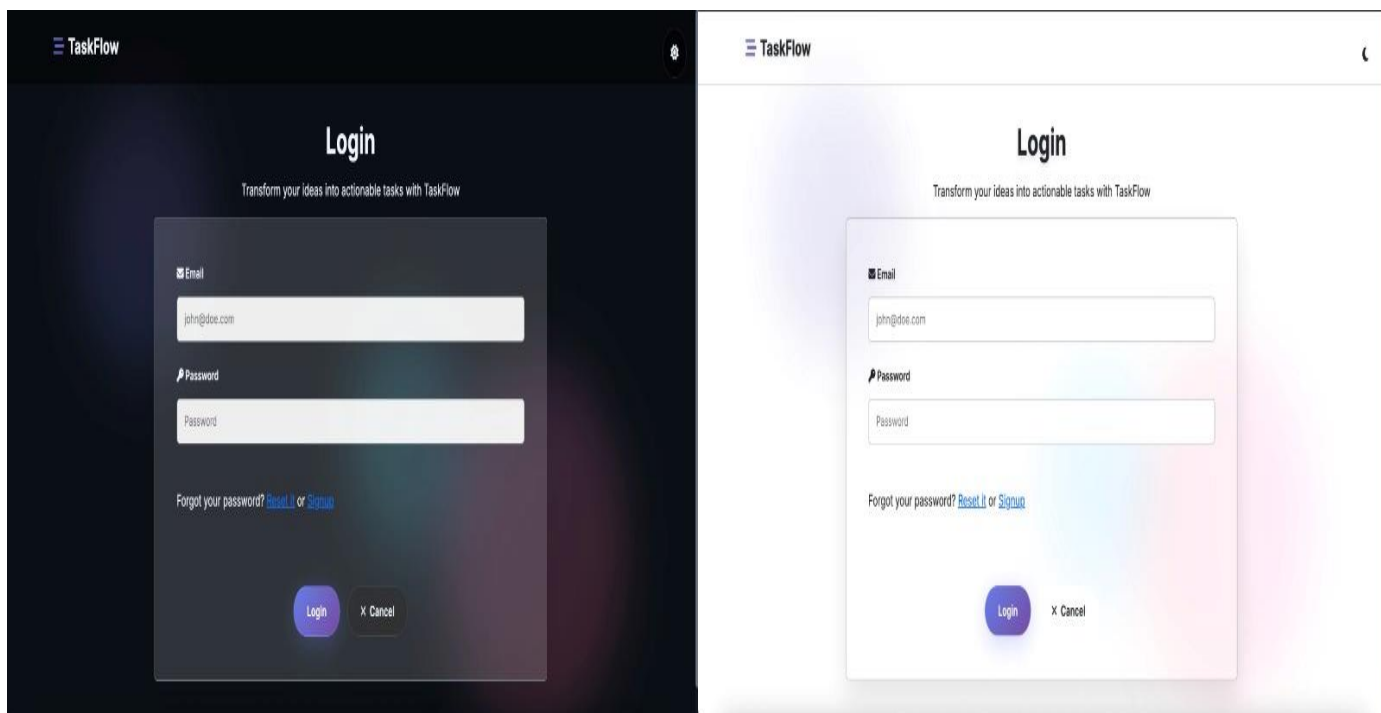 TaskFlow
Login
Transform your ideas into actionable tasks with TaskFlow
Email
john@doe.com
Password
Password
Forgot your password? Reset it or Signup
Login × Cancel
TaskFlow
Login
Transform your ideas into actionable tasks with TaskFlow
Email
john@doe.com
Password
Password
Forgot your password? Reset it or Signup
Login × Cancel